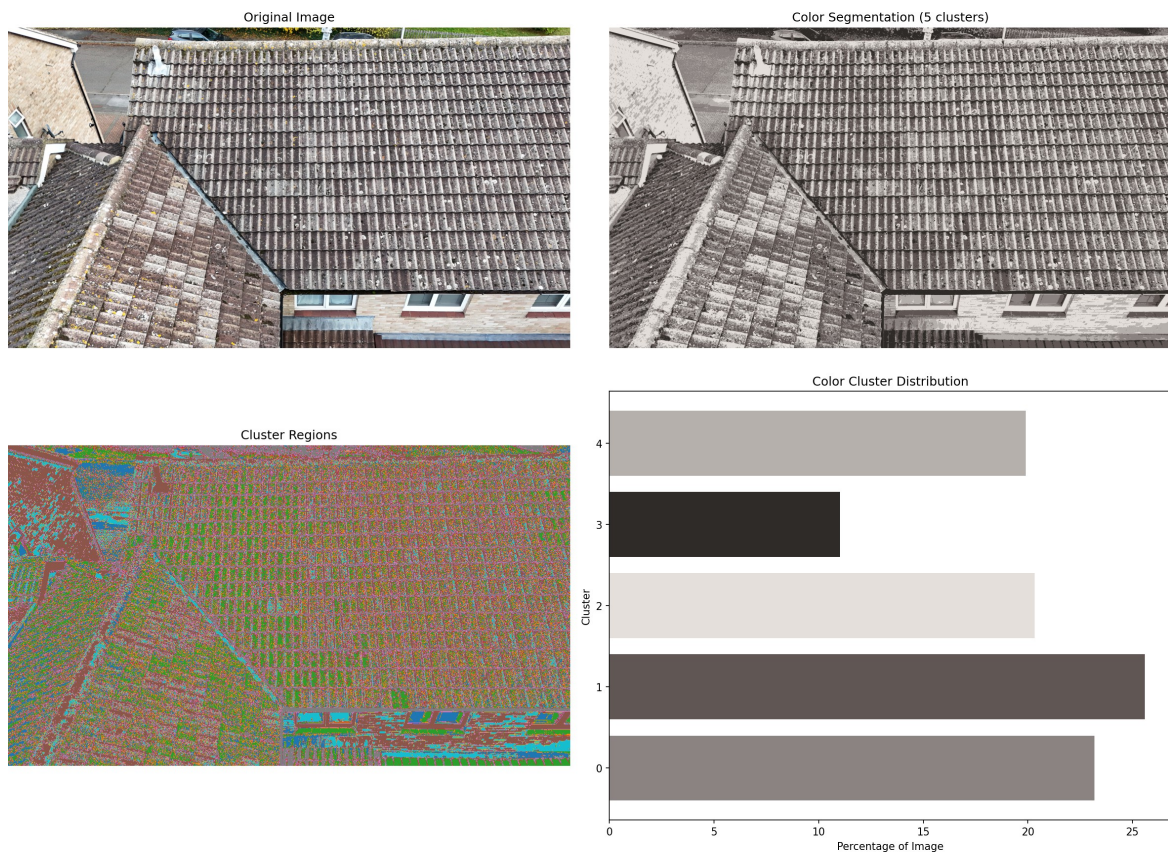 Original Image
Color Segmentation (5 clusters)
Cluster Regions
Color Cluster Distribution
4
3
2
1
0
Cluster
0
5
10
15
20
25
Percentage of Image